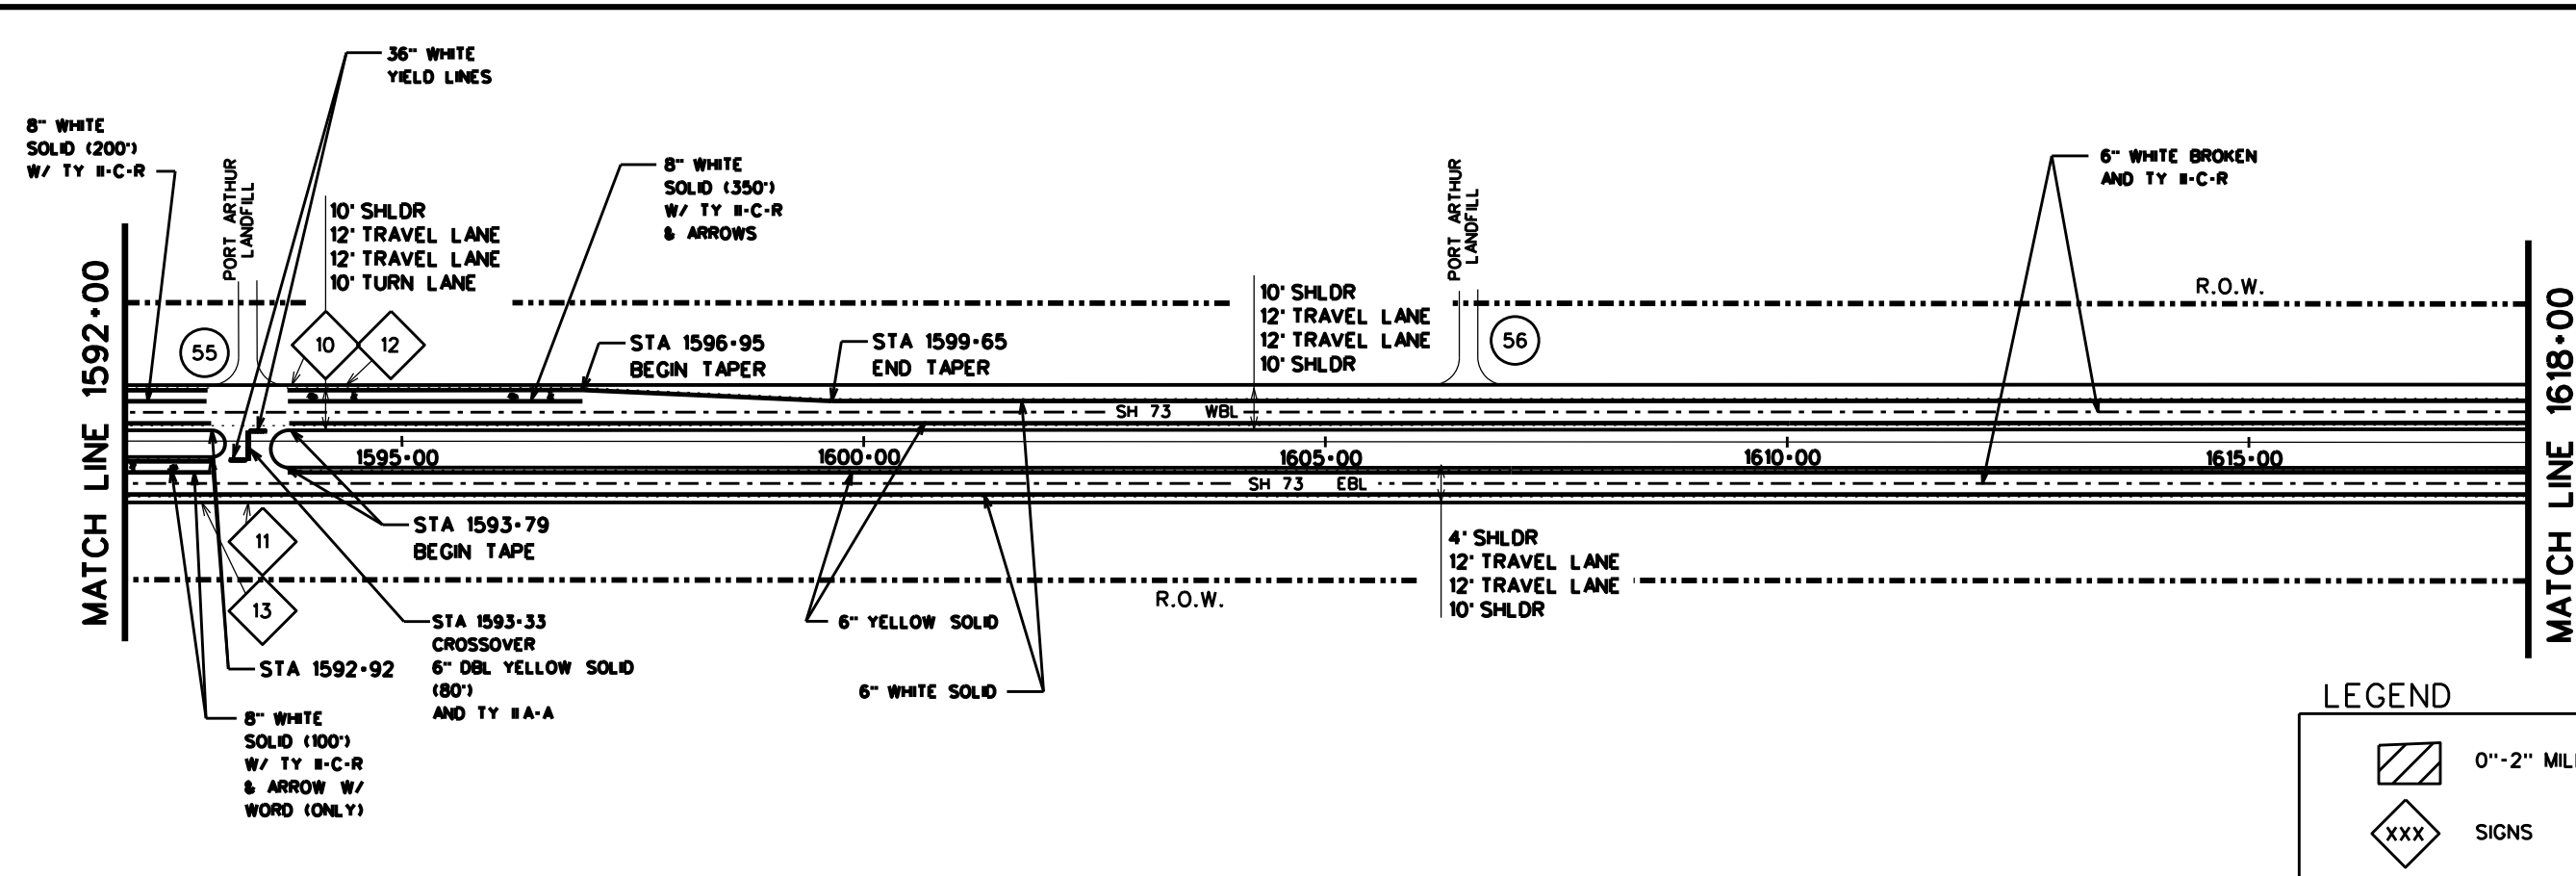 36" WHITE
YIELD LINES
8" WHITE
SOLID (200')
W/ TY II-C-R
PORT ARTHUR
LANDFILL
10' SHLDR
12' TRAVEL LANE
12' TRAVEL LANE
10' TURN LANE
8" WHITE
SOLID (350')
W/ TY II-C-R
& ARROWS
PORT ARTHUR
LANDFILL
6" WHITE BROKEN
AND TY II-C-R
MATCH LINE 1592+00
55
10
12
STA 1596+95
BEGIN TAPER
STA 1599+65
END TAPER
10' SHLDR
12' TRAVEL LANE
12' TRAVEL LANE
10' SHLDR
56
R.O.W.
MATCH LINE 1618+00
SH 73 WBL
1595+00
1600+00
1605+00
1610+00
1615+00
SH 73 EBL
11
13
STA 1593+79
BEGIN TAPE
4' SHLDR
12' TRAVEL LANE
12' TRAVEL LANE
10' SHLDR
R.O.W.
STA 1592+92
STA 1593+33
CROSSOVER
6" DBL YELLOW SOLID
(80')
AND TY II A-A
6" YELLOW SOLID
6" WHITE SOLID
8" WHITE
SOLID (100')
W/ TY II-C-R
& ARROW W/
WORD (ONLY)
LEGEND
0"-2" MIL
XXX
SIGNS